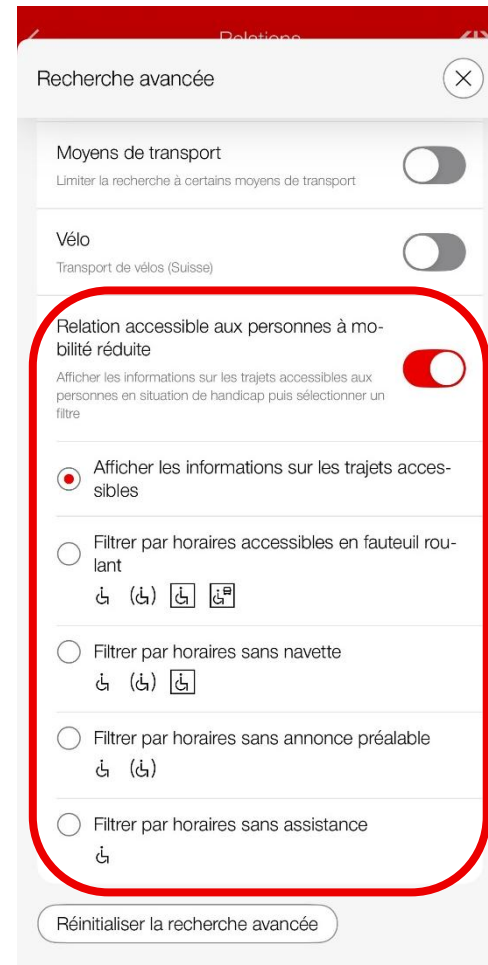 Relations
Recherche avancée
Moyens de transport
Limiter la recherche à certains moyens de transport
Vélo
Transport de vélos (Suisse)
Relation accessible aux personnes à mo-
bilité réduite
Afficher les informations sur les trajets accessibles aux
personnes en situation de handicap puis sélectionner un
filtre
Afficher les informations sur les trajets acces-
sibles
Filtrer par horaires accessibles en fauteuil rou-
lant
Filtrer par horaires sans navette
Filtrer par horaires sans annonce préalable
Filtrer par horaires sans assistance
Réinitialiser la recherche avancée